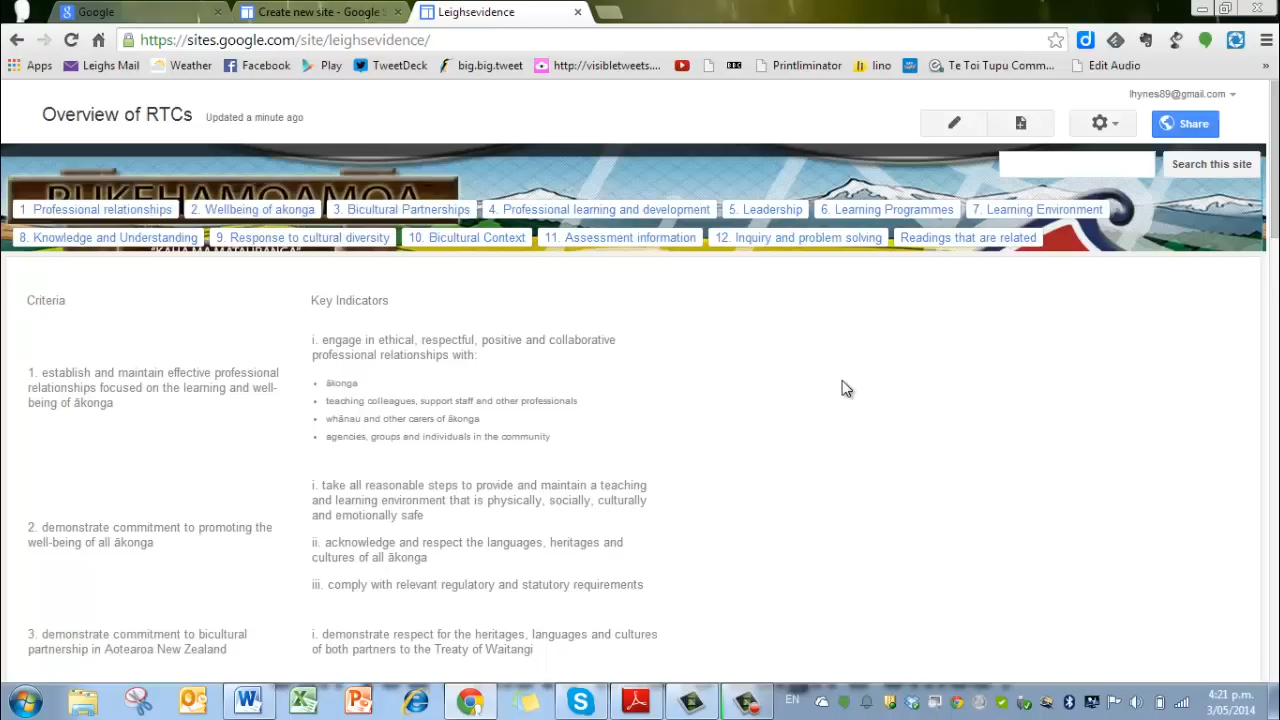 Google
Create new site - Google S
Leighsevidence
https://sites.google.com/site/leighsevidence/
Apps Leighs Mail Weather Facebook Play TweetDeck big.big.tweet http://visibletweets.... BBC Printliminator lino Te Toi Tupu Comm... Edit Audio »
lhynes89@gmail.com
Overview of RTCs Updated a minute ago
Share
Search this site
PUKEHAMOAMOA
1 Professional relationships 2. Wellbeing of akonga 3. Bicultural Partnerships 4. Professional learning and development 5. Leadership 6. Learning Programmes 7. Learning Environment
8. Knowledge and Understanding 9. Response to cultural diversity 10. Bicultural Context 11. Assessment information 12. Inquiry and problem solving Readings that are related
Criteria
Key Indicators
1. establish and maintain effective professional
relationships focused on the learning and well-
being of ākonga
i. engage in ethical, respectful, positive and collaborative
professional relationships with:
• ākonga
• teaching colleagues, support staff and other professionals
• whānau and other carers of ākonga
• agencies, groups and individuals in the community
2. demonstrate commitment to promoting the
well-being of all ākonga
i. take all reasonable steps to provide and maintain a teaching
and learning environment that is physically, socially, culturally
and emotionally safe
ii. acknowledge and respect the languages, heritages and
cultures of all ākonga
iii. comply with relevant regulatory and statutory requirements
3. demonstrate commitment to bicultural
partnership in Aotearoa New Zealand
i. demonstrate respect for the heritages, languages and cultures
of both partners to the Treaty of Waitangi
EN
4:21 p.m.
3/05/2014